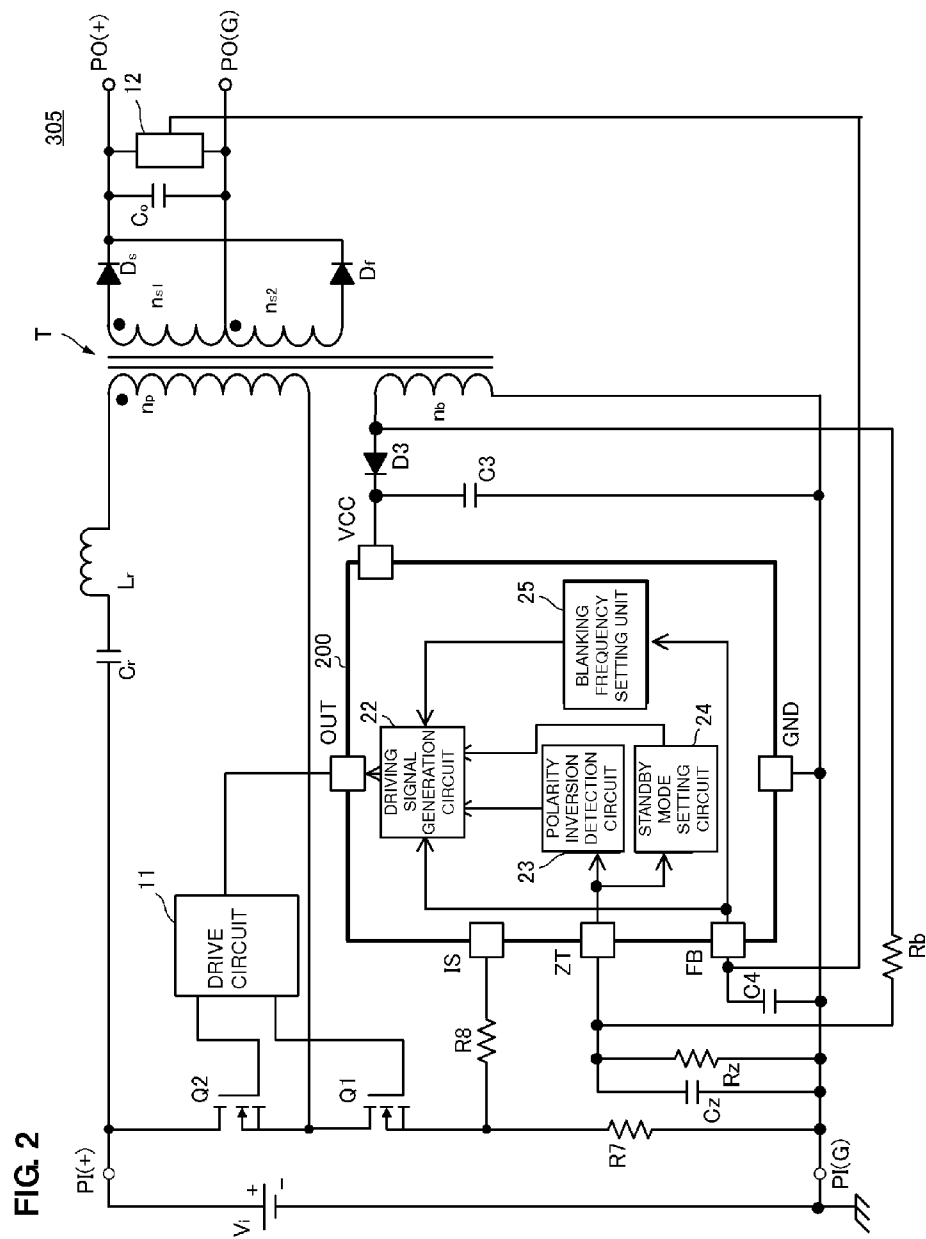 FIG. 2
305
PI(+)
PI(G)
Vi
+
-
Q2
Q1
R7
R8
Cz
Rz
C4
Rb
DRIVE
CIRCUIT
11
Cr
Lr
T
np
ns1
ns2
nb
Ds
Df
Co
12
PO(+)
PO(G)
D3
C3
200
OUT
VCC
IS
ZT
FB
GND
22
DRIVING
SIGNAL
GENERATION
CIRCUIT
23
POLARITY
INVERSION
DETECTION
CIRCUIT
24
STANDBY
MODE
SETTING
CIRCUIT
25
BLANKING
FREQUENCY
SETTING UNIT